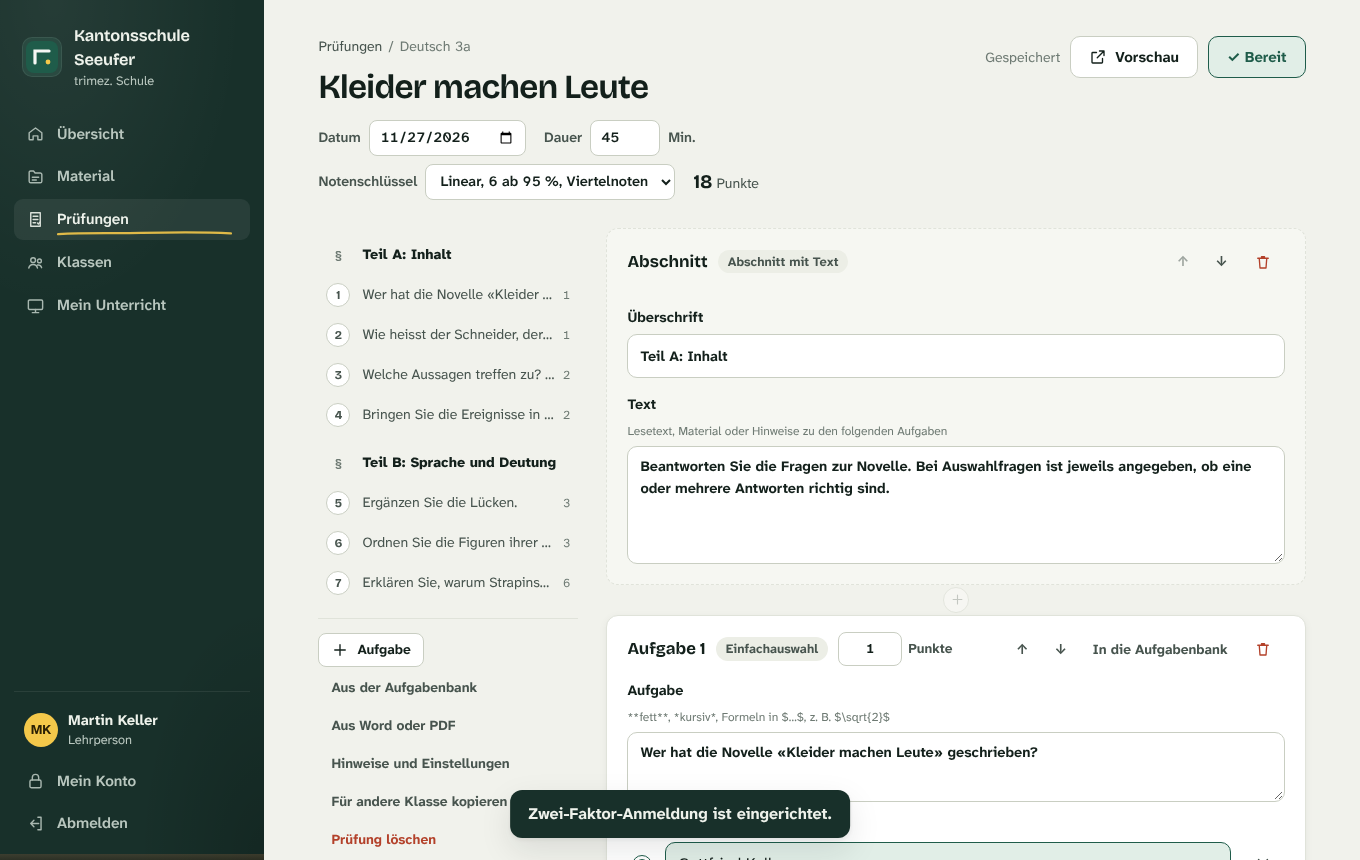 Kantonsschule
Seeufer
trimez. Schule
Übersicht
Material
Prüfungen
Klassen
Mein Unterricht
MK
Martin Keller
Lehrperson
Mein Konto
Abmelden
Prüfungen / Deutsch 3a
Kleider machen Leute
Gespeichert
Vorschau
✓ Bereit
Datum 11/27/2026 Dauer 45 Min.
Notenschlüssel Linear, 6 ab 95 %, Viertelnoten 18 Punkte
§ Teil A: Inhalt
1 Wer hat die Novelle «Kleider ... 1
2 Wie heisst der Schneider, der... 1
3 Welche Aussagen treffen zu? ... 2
4 Bringen Sie die Ereignisse in ... 2
§ Teil B: Sprache und Deutung
5 Ergänzen Sie die Lücken. 3
6 Ordnen Sie die Figuren ihrer ... 3
7 Erklären Sie, warum Strapins... 6
+ Aufgabe
Aus der Aufgabenbank
Aus Word oder PDF
Hinweise und Einstellungen
Für andere Klasse kopieren
Prüfung löschen
Abschnitt Abschnitt mit Text ↑ ↓
Überschrift
Teil A: Inhalt
Text
Lesetext, Material oder Hinweise zu den folgenden Aufgaben
Beantworten Sie die Fragen zur Novelle. Bei Auswahlfragen ist jeweils angegeben, ob eine
oder mehrere Antworten richtig sind.
+
Aufgabe 1 Einfachauswahl 1 Punkte ↑ ↓ In die Aufgabenbank
Aufgabe
**fett**, *kursiv*, Formeln in $...$, z. B. $\sqrt{2}$
Wer hat die Novelle «Kleider machen Leute» geschrieben?
Zwei-Faktor-Anmeldung ist eingerichtet.